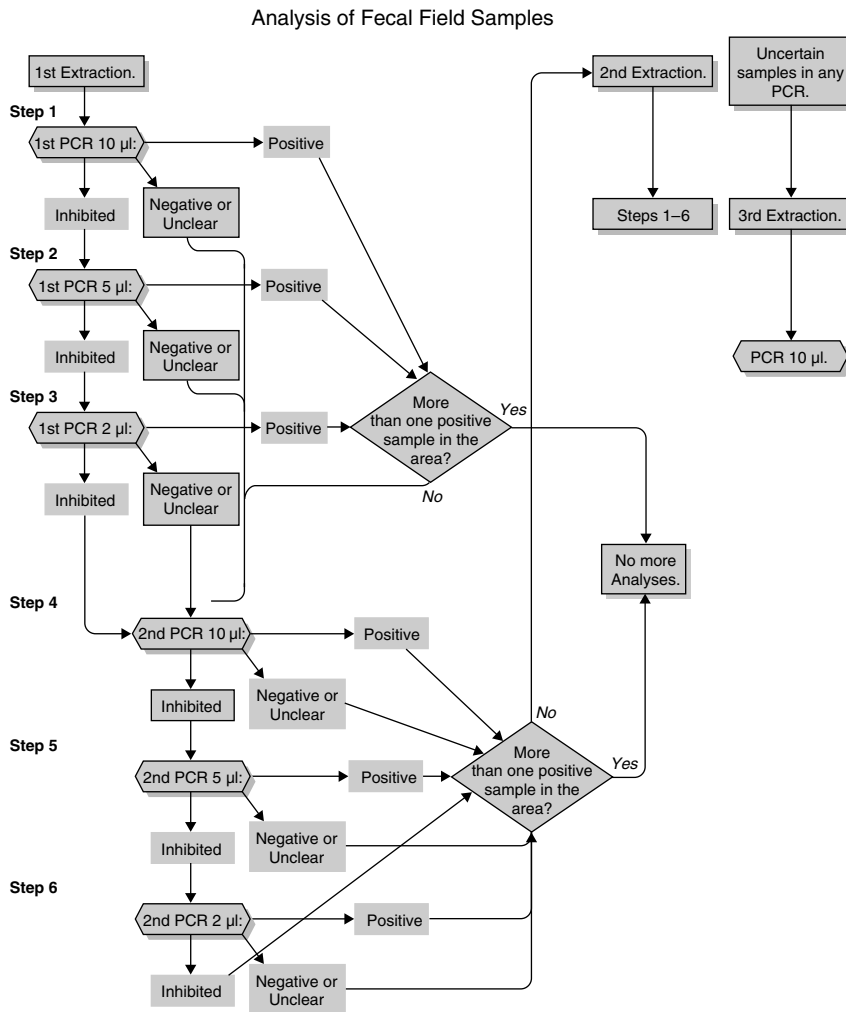 Analysis of Fecal Field Samples
1st Extraction.
2nd Extraction.
Uncertain
samples in any
PCR.
Step 1
1st PCR 10 µl:
Positive
Inhibited
Negative or
Unclear
Steps 1–6
3rd Extraction.
Step 2
1st PCR 5 µl:
Positive
Inhibited
Negative or
Unclear
PCR 10 µl.
Step 3
1st PCR 2 µl:
Positive
More
than one positive
sample in the
area?
Yes
No
Inhibited
Negative or
Unclear
No more
Analyses.
Step 4
2nd PCR 10 µl:
Positive
Inhibited
Negative or
Unclear
No
Step 5
2nd PCR 5 µl:
Positive
More
than one positive
sample in the
area?
Yes
Inhibited
Negative or
Unclear
Step 6
2nd PCR 2 µl:
Positive
Inhibited
Negative or
Unclear